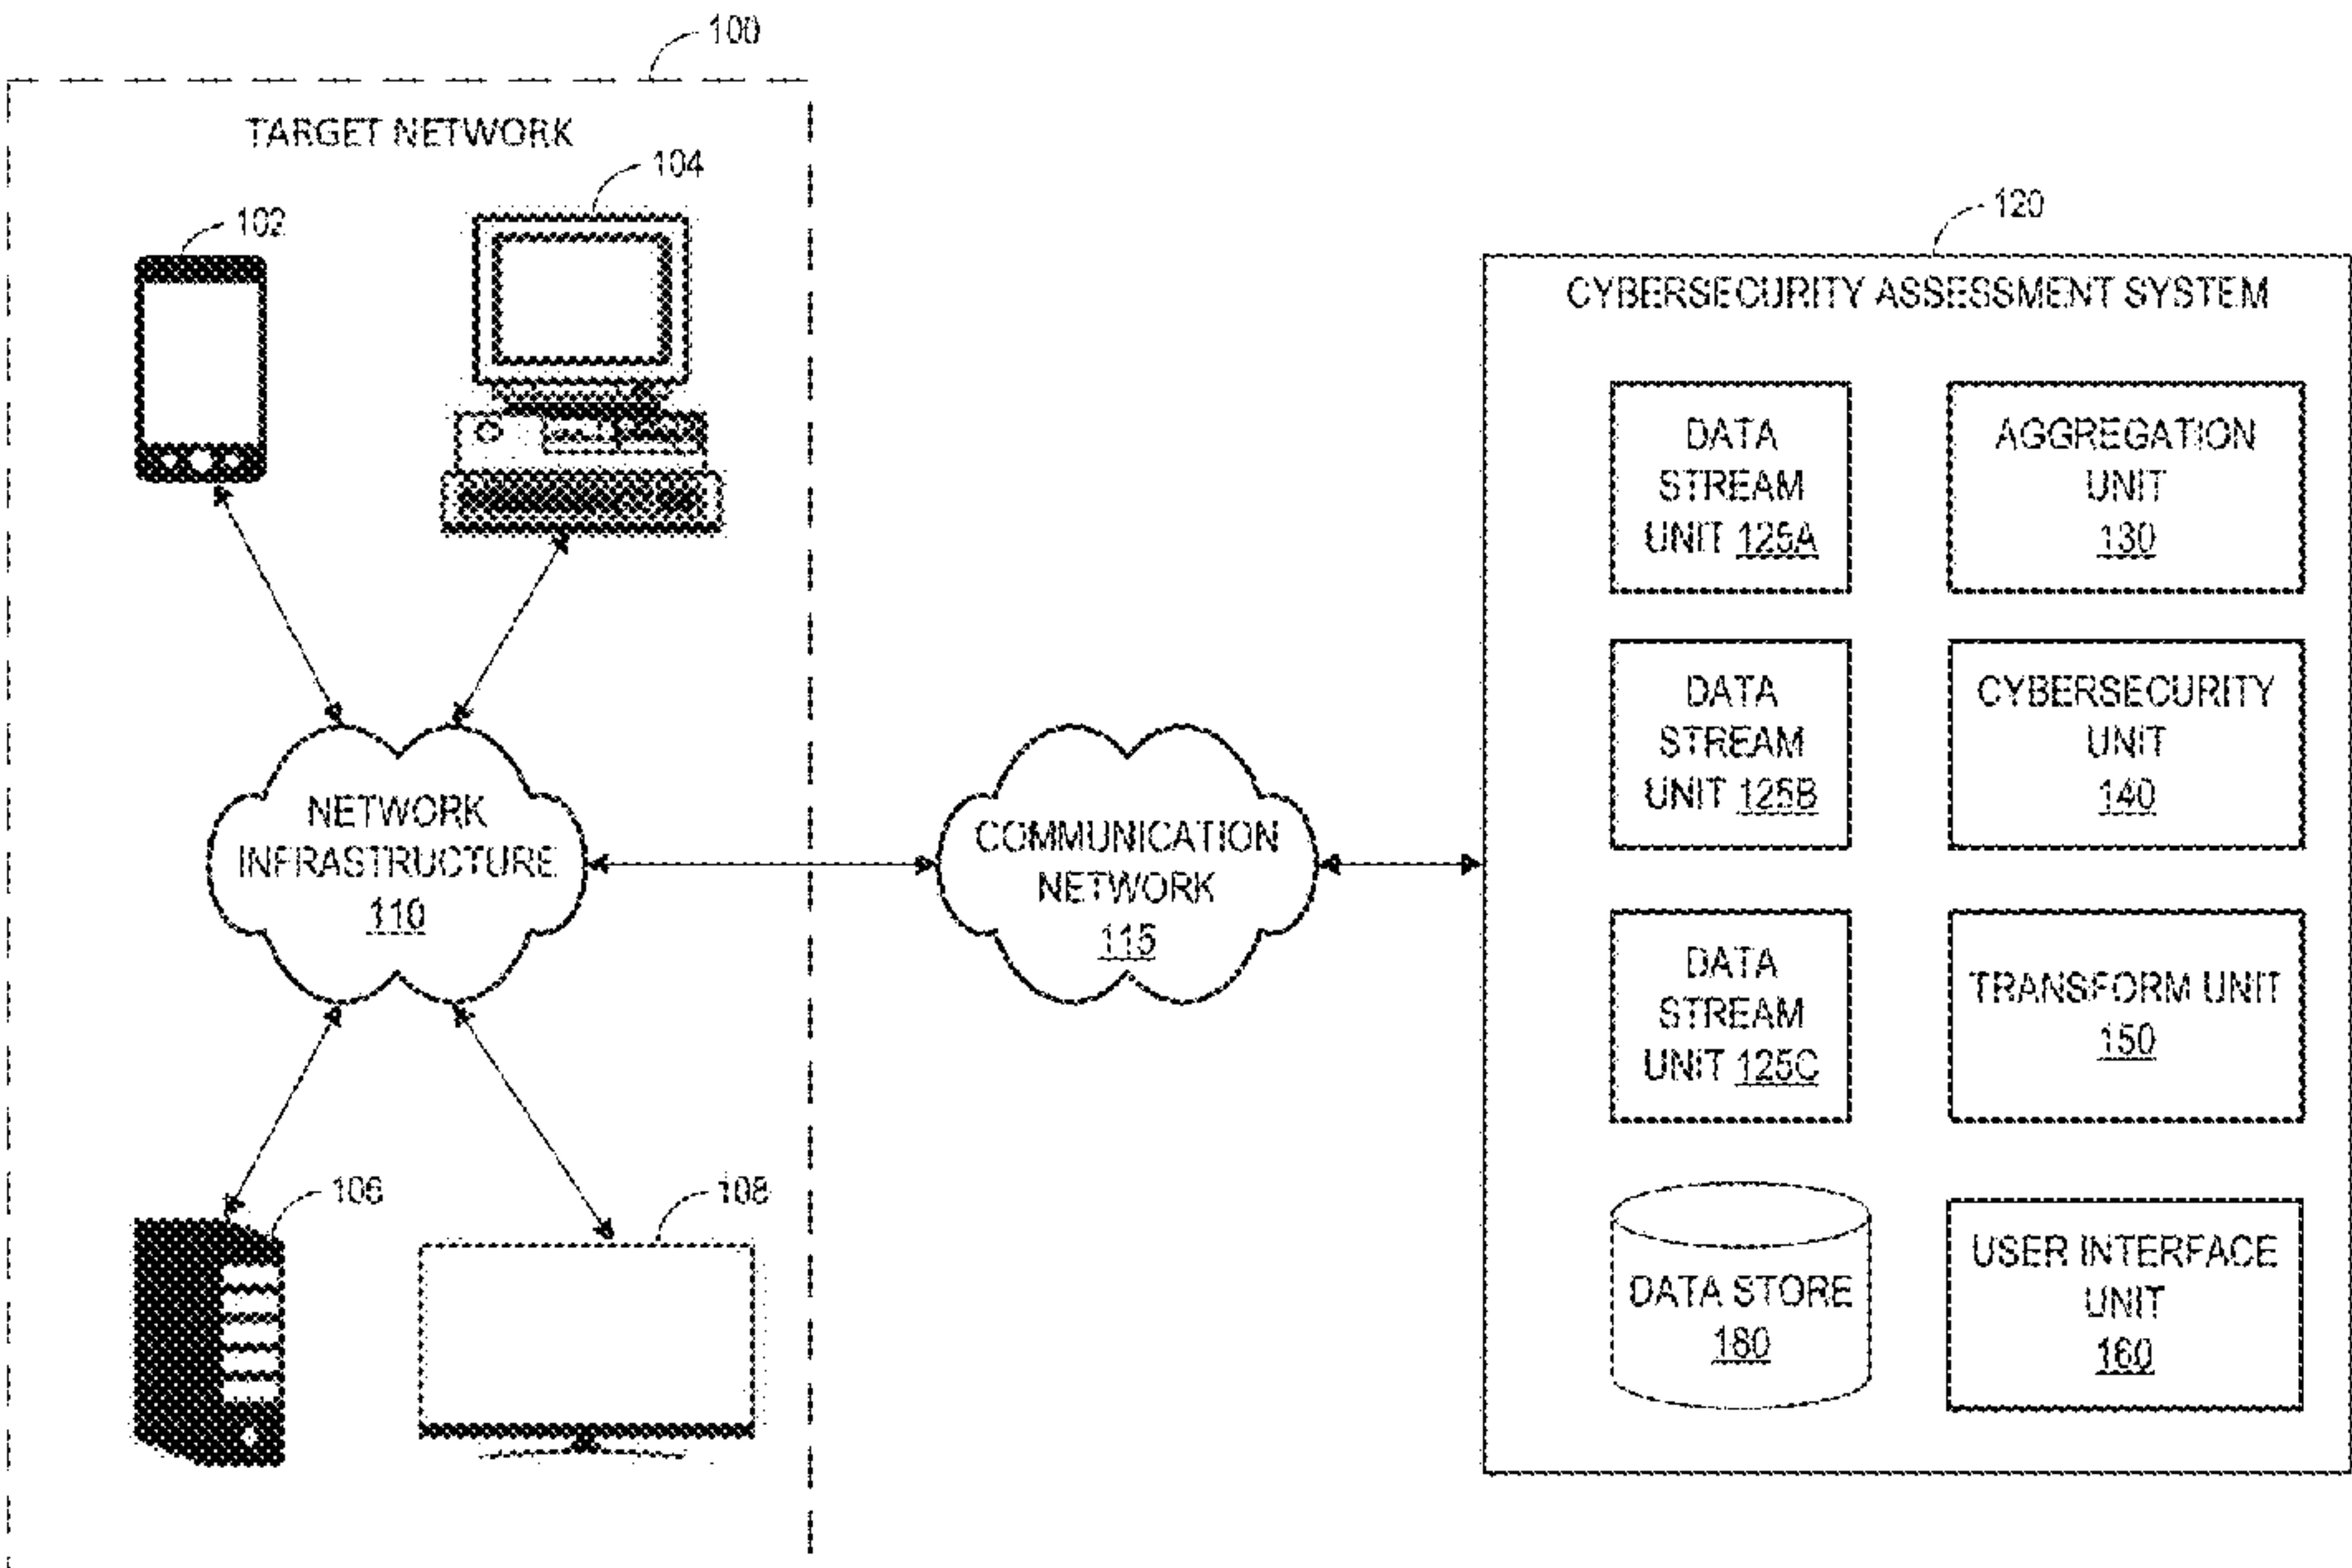 100
TARGET NETWORK
102
104
NETWORK
INFRASTRUCTURE
110
106
108
COMMUNICATION
NETWORK
115
120
CYBERSECURITY ASSESSMENT SYSTEM
DATA
STREAM
UNIT 125A
AGGREGATION
UNIT
130
DATA
STREAM
UNIT 125B
CYBERSECURITY
UNIT
140
DATA
STREAM
UNIT 125C
TRANSFORM UNIT
150
DATA STORE
180
USER INTERFACE
UNIT
160